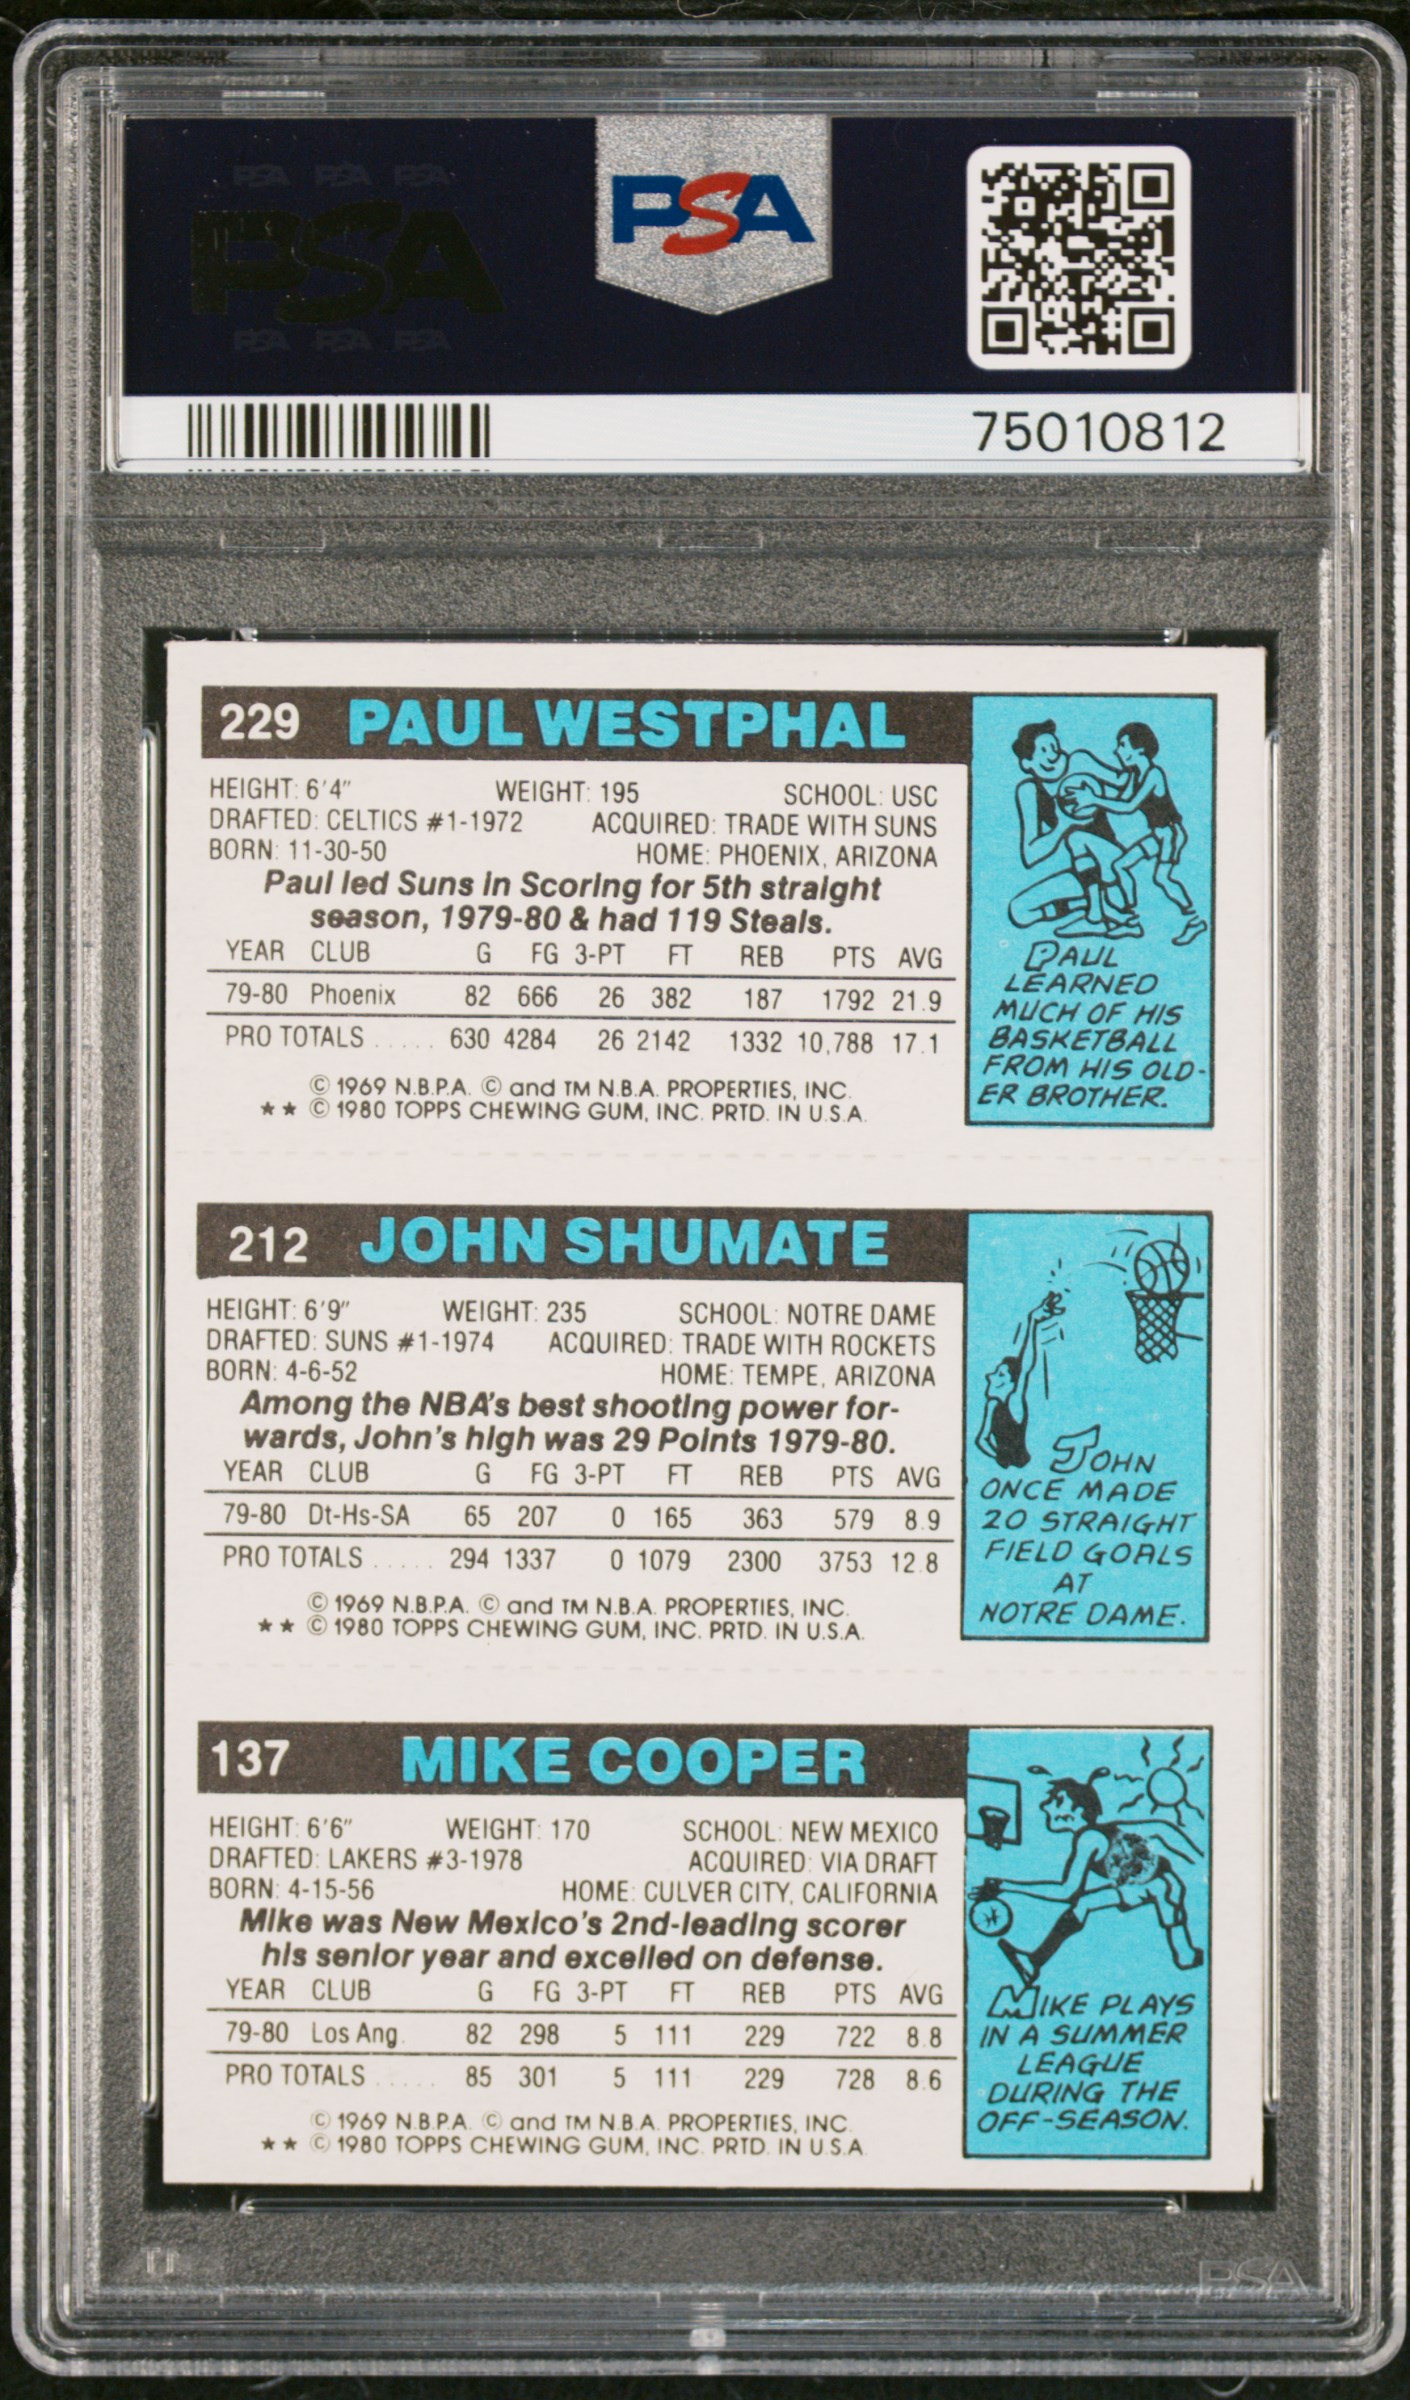 PSA PSA PSA
PSA
PSA PSA PSA
PSA
75010812
229 PAUL WESTPHAL
HEIGHT: 6'4" WEIGHT: 195 SCHOOL: USC
DRAFTED: CELTICS #1-1972 ACQUIRED: TRADE WITH SUNS
BORN: 11-30-50 HOME: PHOENIX, ARIZONA
Paul led Suns in Scoring for 5th straight
season, 1979-80 & had 119 Steals.
YEAR CLUB G FG 3-PT FT REB PTS AVG
79-80 Phoenix 82 666 26 382 187 1792 21.9
PRO TOTALS ..... 630 4284 26 2142 1332 10,788 17.1
© 1969 N.B.P.A. © and TM N.B.A. PROPERTIES, INC.
** © 1980 TOPPS CHEWING GUM, INC. PRTD. IN U.S.A.
PAUL
LEARNED
MUCH OF HIS
BASKETBALL
FROM HIS OLD-
ER BROTHER.
212 JOHN SHUMATE
HEIGHT: 6'9" WEIGHT: 235 SCHOOL: NOTRE DAME
DRAFTED: SUNS #1-1974 ACQUIRED: TRADE WITH ROCKETS
BORN: 4-6-52 HOME: TEMPE, ARIZONA
Among the NBA's best shooting power for-
wards, John's high was 29 Points 1979-80.
YEAR CLUB G FG 3-PT FT REB PTS AVG
79-80 Dt-Hs-SA 65 207 0 165 363 579 8.9
PRO TOTALS ..... 294 1337 0 1079 2300 3753 12.8
© 1969 N.B.P.A. © and TM N.B.A. PROPERTIES, INC.
** © 1980 TOPPS CHEWING GUM, INC. PRTD. IN U.S.A.
JOHN
ONCE MADE
20 STRAIGHT
FIELD GOALS
AT
NOTRE DAME.
137 MIKE COOPER
HEIGHT: 6'6" WEIGHT: 170 SCHOOL: NEW MEXICO
DRAFTED: LAKERS #3-1978 ACQUIRED: VIA DRAFT
BORN: 4-15-56 HOME: CULVER CITY, CALIFORNIA
Mike was New Mexico's 2nd-leading scorer
his senior year and excelled on defense.
YEAR CLUB G FG 3-PT FT REB PTS AVG
79-80 Los Ang. 82 298 5 111 229 722 8.8
PRO TOTALS ..... 85 301 5 111 229 728 8.6
© 1969 N.B.P.A. © and TM N.B.A. PROPERTIES, INC.
** © 1980 TOPPS CHEWING GUM, INC. PRTD. IN U.S.A
MIKE PLAYS
IN A SUMMER
LEAGUE
DURING THE
OFF-SEASON.
PSA